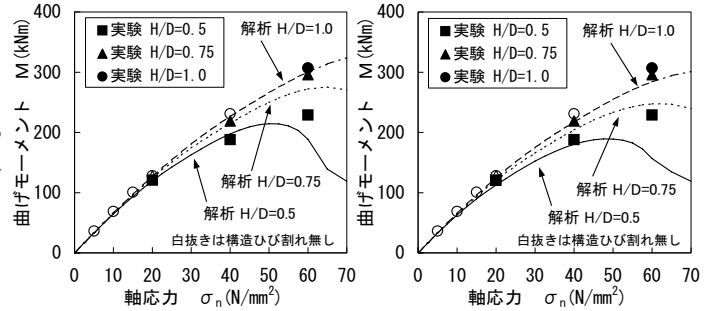 400
300
200
100
0
曲げモーメント M(kNm)
■実験 H/D=0.5
▲実験 H/D=0.75
●実験 H/D=1.0
解析 H/D=1.0
解析 H/D=0.75
解析 H/D=0.5
白抜きは構造ひび割れ無し
0 10 20 30 40 50 60 70
軸応力 σn(N/mm²)
400
300
200
100
0
曲げモーメント M(kNm)
■実験 H/D=0.5
▲実験 H/D=0.75
●実験 H/D=1.0
解析 H/D=1.0
解析 H/D=0.75
解析 H/D=0.5
白抜きは構造ひび割れ無し
0 10 20 30 40 50 60 70
軸応力 σn(N/mm²)